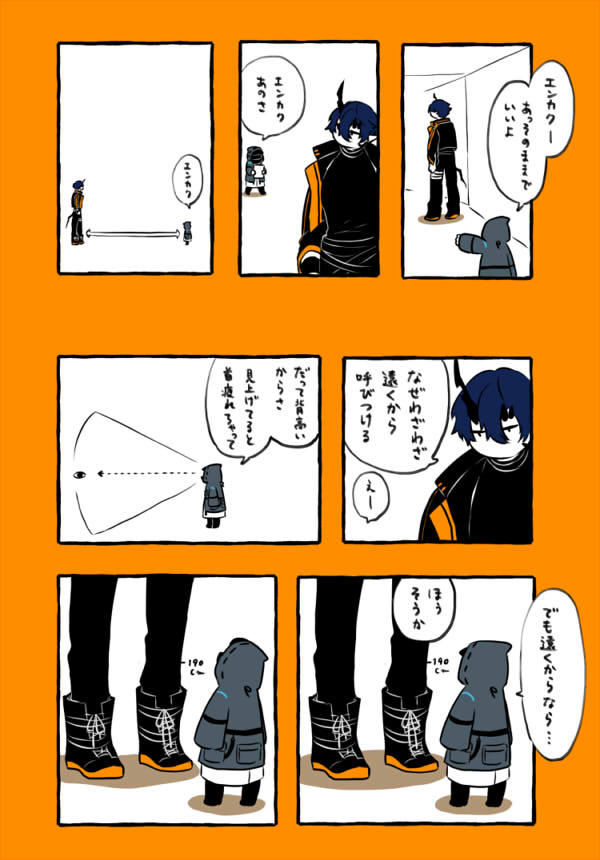 エンカクー
あっそのままで
いいよ
エンカク
あのさ
エンカク
なぜわざわざ
遠くから
呼びつける
えー
だって背高い
からさ
見上げてると
首疲れちゃって
でも遠くからなら…
ほう
そうか
190
cm
190
cm